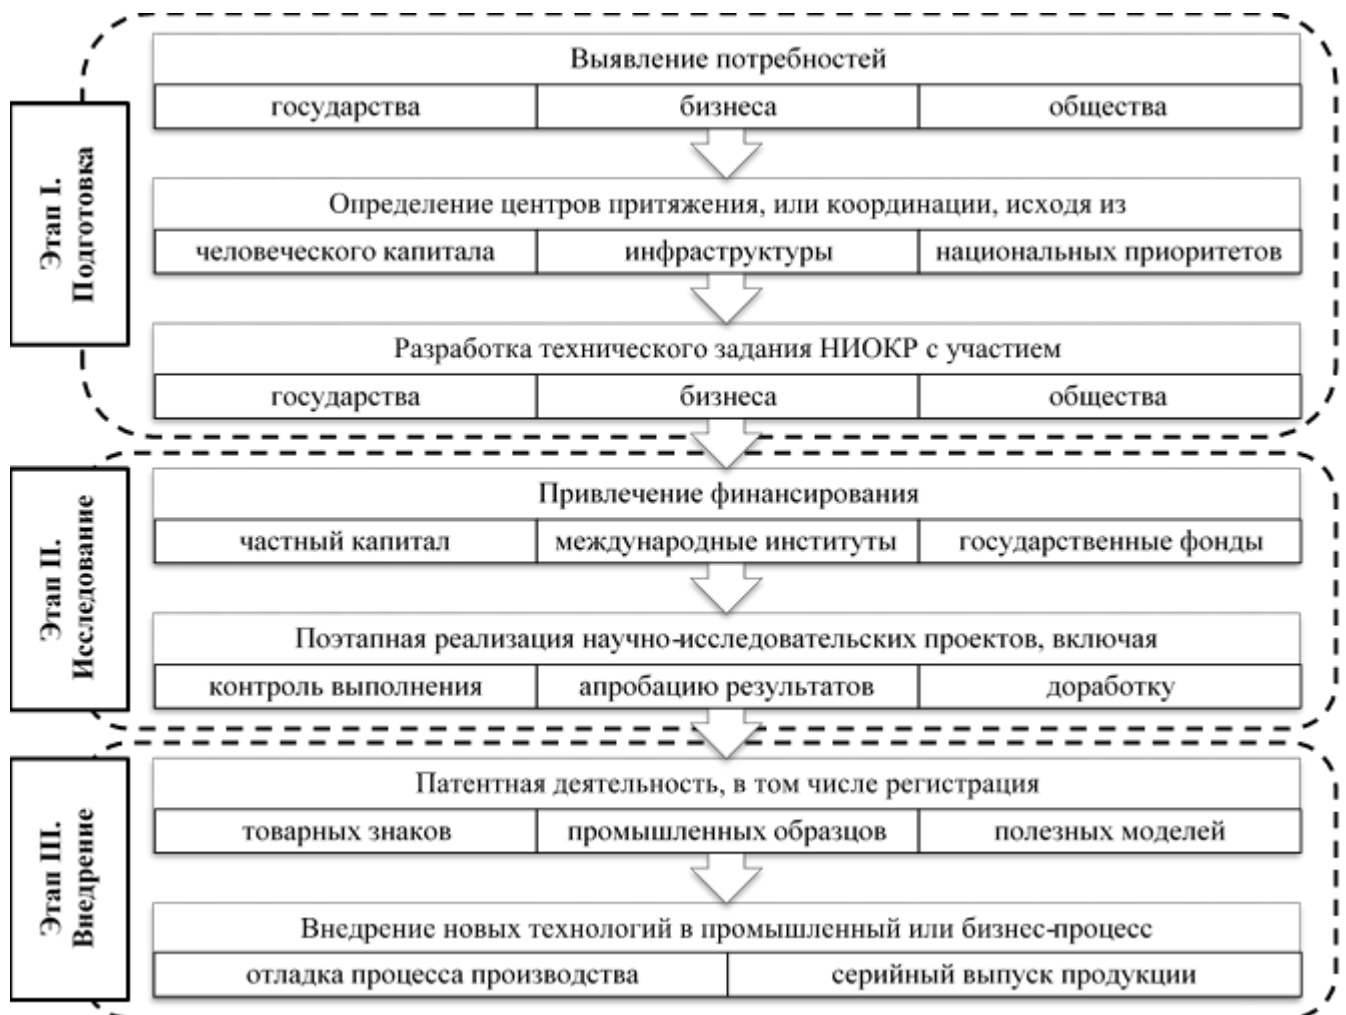 Этап I.
Подготовка
Выявление потребностей
государства
бизнеса
общества
Определение центров притяжения, или координации, исходя из
человеческого капитала
инфраструктуры
национальных приоритетов
Разработка технического задания НИОКР с участием
государства
бизнеса
общества
Этап II.
Исследование
Привлечение финансирования
частный капитал
международные институты
государственные фонды
Поэтапная реализация научно-исследовательских проектов, включая
контроль выполнения
апробацию результатов
доработку
Этап III.
Внедрение
Патентная деятельность, в том числе регистрация
товарных знаков
промышленных образцов
полезных моделей
Внедрение новых технологий в промышленный или бизнес-процесс
отладка процесса производства
серийный выпуск продукции